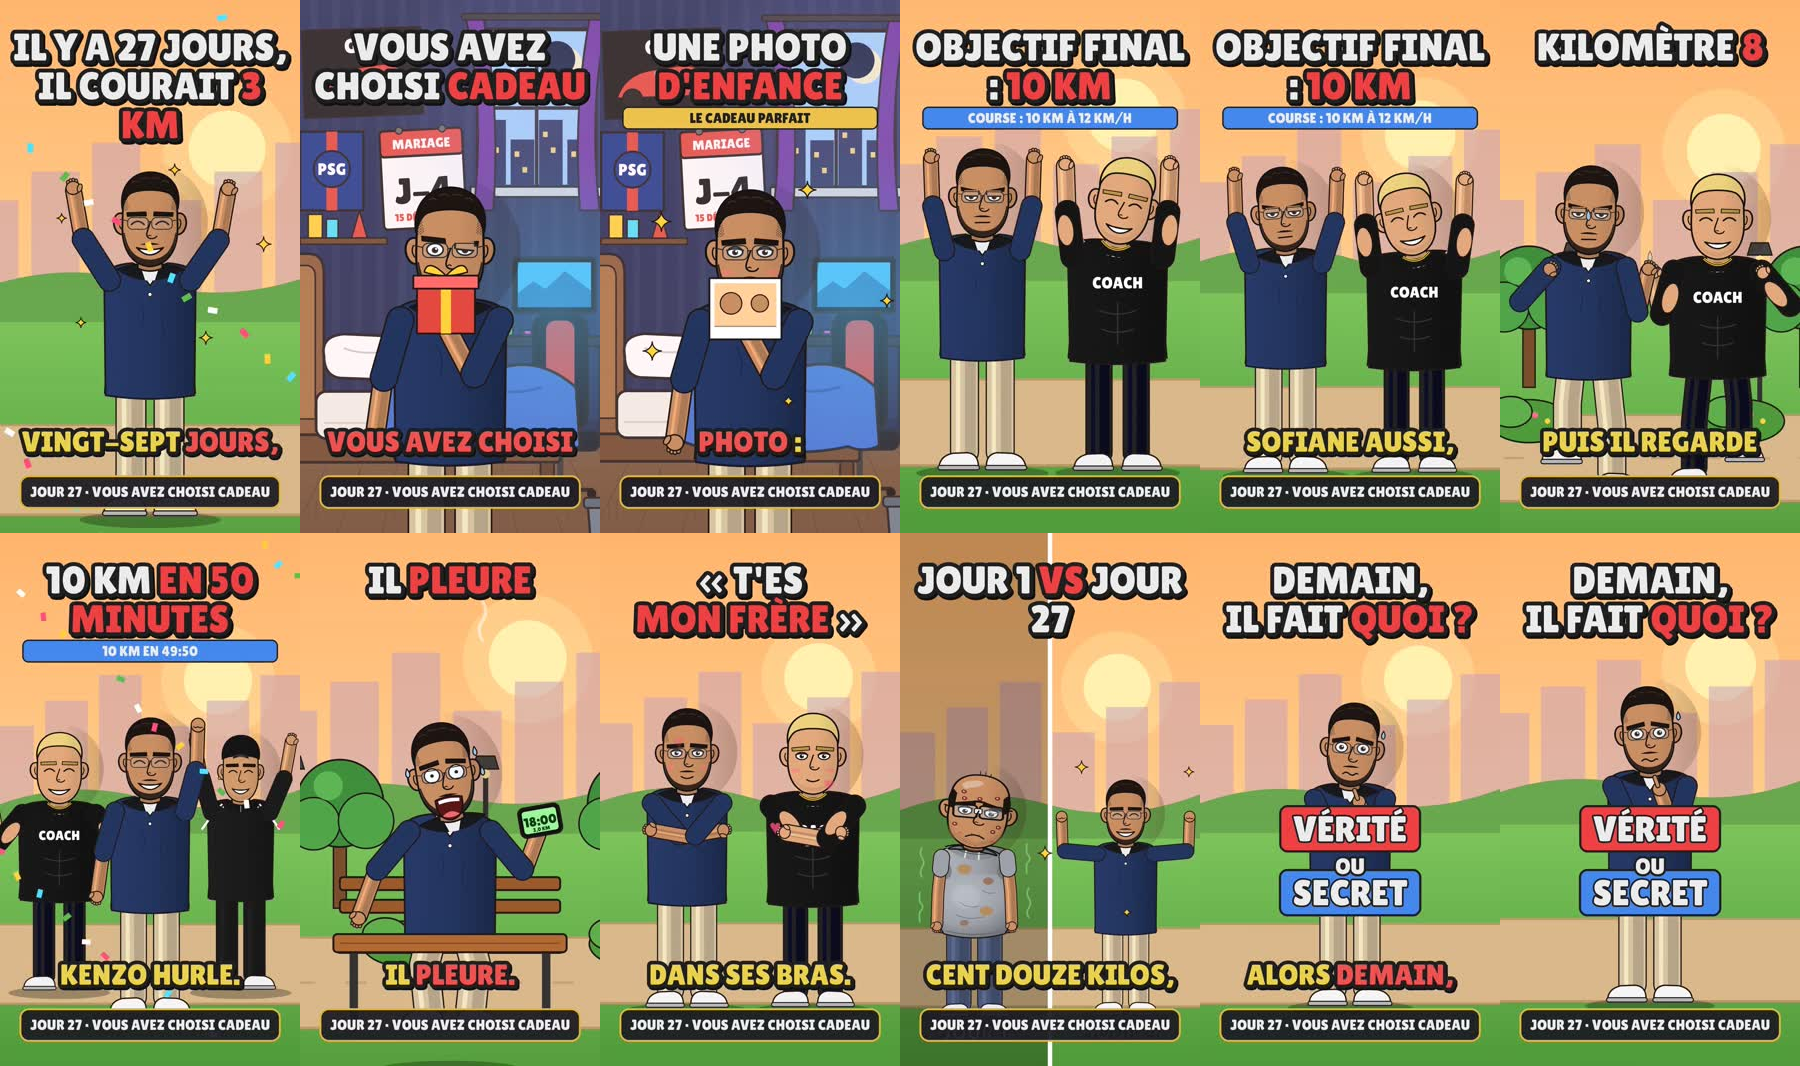 IL Y A 27 JOURS,
IL COURAIT 3
KM
VINGT-SEPT JOURS,
JOUR 27 · VOUS AVEZ CHOISI CADEAU
VOUS AVEZ
CHOISI CADEAU
PSG
MARIAGE
J-4
VOUS AVEZ CHOISI
JOUR 27 · VOUS AVEZ CHOISI CADEAU
UNE PHOTO
D'ENFANCE
LE CADEAU PARFAIT
PSG
MARIAGE
J-4
PHOTO :
JOUR 27 · VOUS AVEZ CHOISI CADEAU
OBJECTIF FINAL
: 10 KM
COURSE : 10 KM À 12 KM/H
COACH
JOUR 27 · VOUS AVEZ CHOISI CADEAU
OBJECTIF FINAL
: 10 KM
COURSE : 10 KM À 12 KM/H
COACH
SOFIANE AUSSI,
JOUR 27 · VOUS AVEZ CHOISI CADEAU
KILOMÈTRE 8
COACH
PUIS IL REGARDE
JOUR 27 · VOUS AVEZ CHOISI CADEAU
10 KM EN 50
MINUTES
10 KM EN 49:50
COACH
KENZO HURLE.
JOUR 27 · VOUS AVEZ CHOISI CADEAU
IL PLEURE
18:00
IL PLEURE.
JOUR 27 · VOUS AVEZ CHOISI CADEAU
« T'ES
MON FRÈRE »
DANS SES BRAS.
JOUR 27 · VOUS AVEZ CHOISI CADEAU
JOUR 1 VS JOUR
27
CENT DOUZE KILOS,
JOUR 27 · VOUS AVEZ CHOISI CADEAU
DEMAIN,
IL FAIT QUOI ?
VÉRITÉ
OU
SECRET
ALORS DEMAIN,
JOUR 27 · VOUS AVEZ CHOISI CADEAU
DEMAIN,
IL FAIT QUOI ?
VÉRITÉ
OU
SECRET
JOUR 27 · VOUS AVEZ CHOISI CADEAU